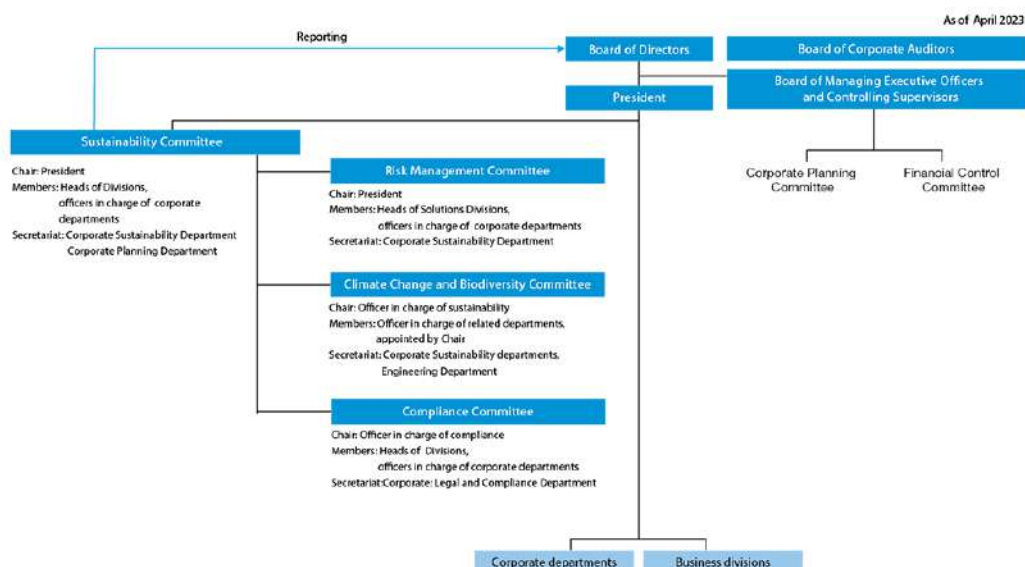 As of April 2023
Reporting
Board of Directors
Board of Corporate Auditors
Board of Managing Executive Officers
and Controlling Supervisors
President
Sustainability Committee
Chair: President
Members: Heads of Divisions,
officers in charge of corporate
departments
Secretariat: Corporate Sustainability Department
Corporate Planning Department
Risk Management Committee
Chair: President
Members: Heads of Solutions Divisions,
officers in charge of corporate departments
Secretariat: Corporate Sustainability Department
Corporate Planning
Committee
Financial Control
Committee
Climate Change and Biodiversity Committee
Chair: Officer in charge of sustainability
Members: Officer in charge of related departments,
appointed by Chair
Secretariat: Corporate Sustainability departments,
Engineering Department
Compliance Committee
Chair: Officer in charge of compliance
Members: Heads of Divisions,
officers in charge of corporate departments
Secretariat:Corporate: Legal and Compliance Department
Corporate departments
Business divisions